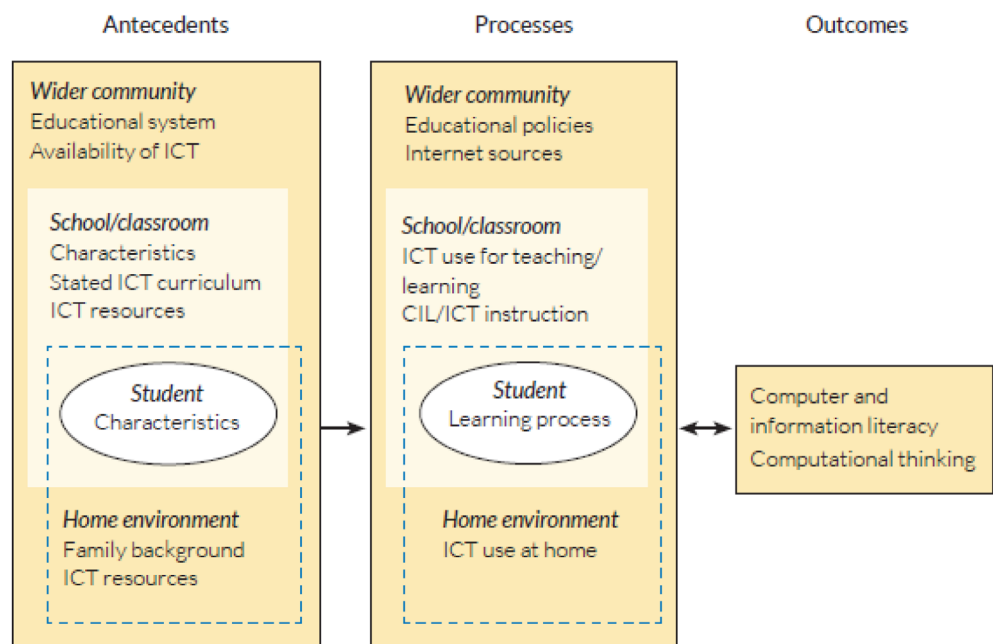 Antecedents
Processes
Outcomes
Wider community
Educational system
Availability of ICT
School/classroom
Characteristics
Stated ICT curriculum
ICT resources
Student
Characteristics
Home environment
Family background
ICT resources
Wider community
Educational policies
Internet sources
School/classroom
ICT use for teaching/
learning
CIL/ICT instruction
Student
Learning process
Home environment
ICT use at home
Computer and
information literacy
Computational thinking